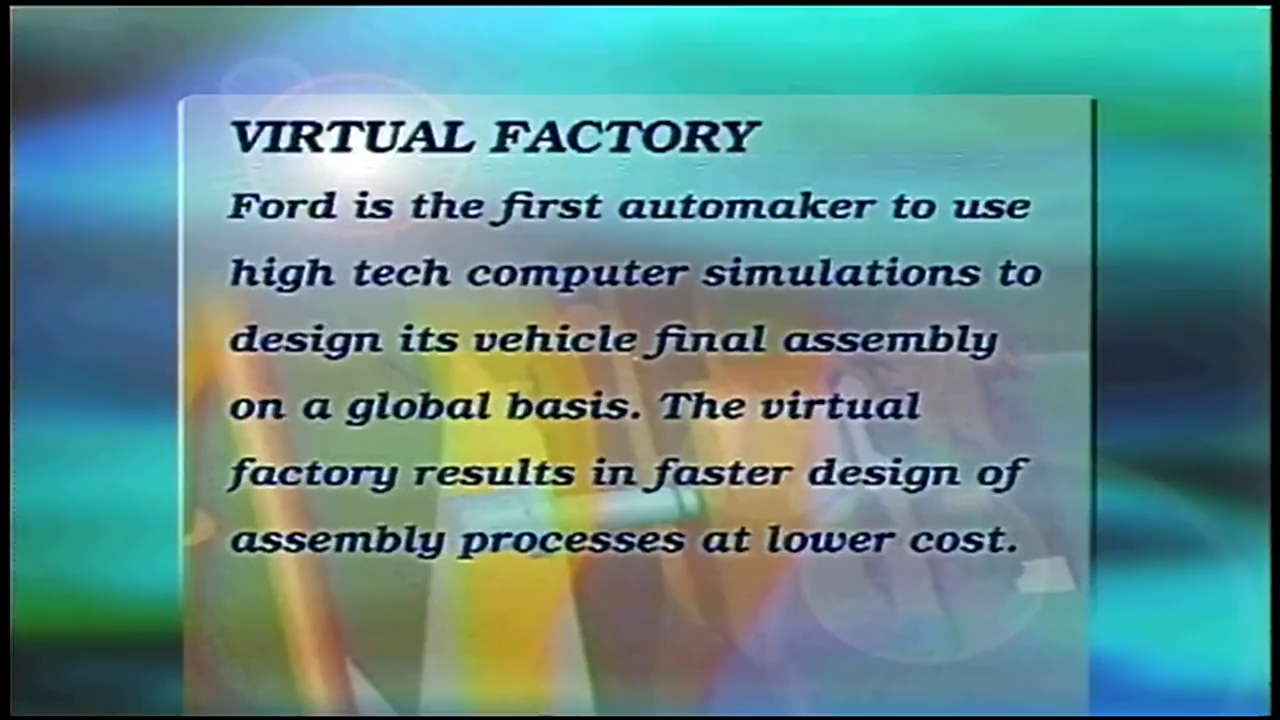 VIRTUAL FACTORY
Ford is the first automaker to use
high tech computer simulations to
design its vehicle final assembly
on a global basis. The virtual
factory results in faster design of
assembly processes at lower cost.